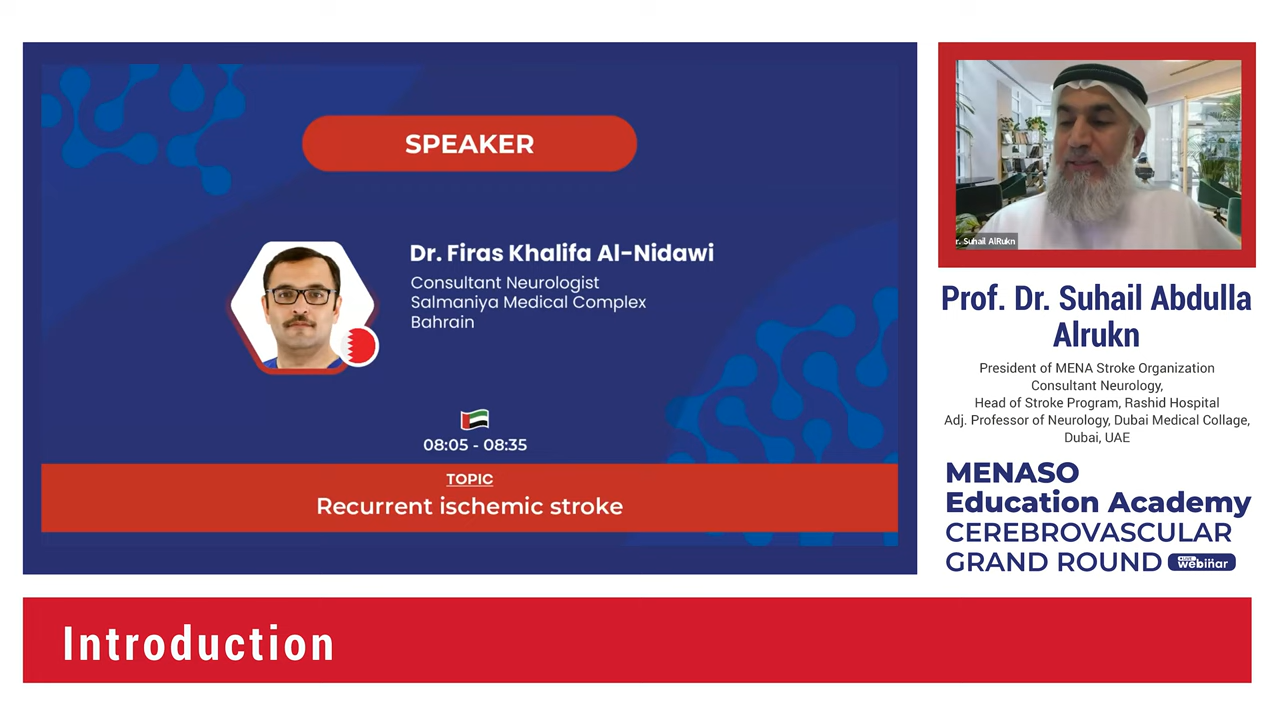 SPEAKER
Dr. Firas Khalifa Al-Nidawi
Consultant Neurologist
Salmaniya Medical Complex
Bahrain
08:05 - 08:35
TOPIC
Recurrent ischemic stroke
r. Suhail AlRukn
Prof. Dr. Suhail Abdulla
Alrukn
President of MENA Stroke Organization
Consultant Neurology,
Head of Stroke Program, Rashid Hospital
Adj. Professor of Neurology, Dubai Medical Collage,
Dubai, UAE
MENASO
Education Academy
CEREBROVASCULAR
GRAND ROUND
LIVE
webinar
Introduction